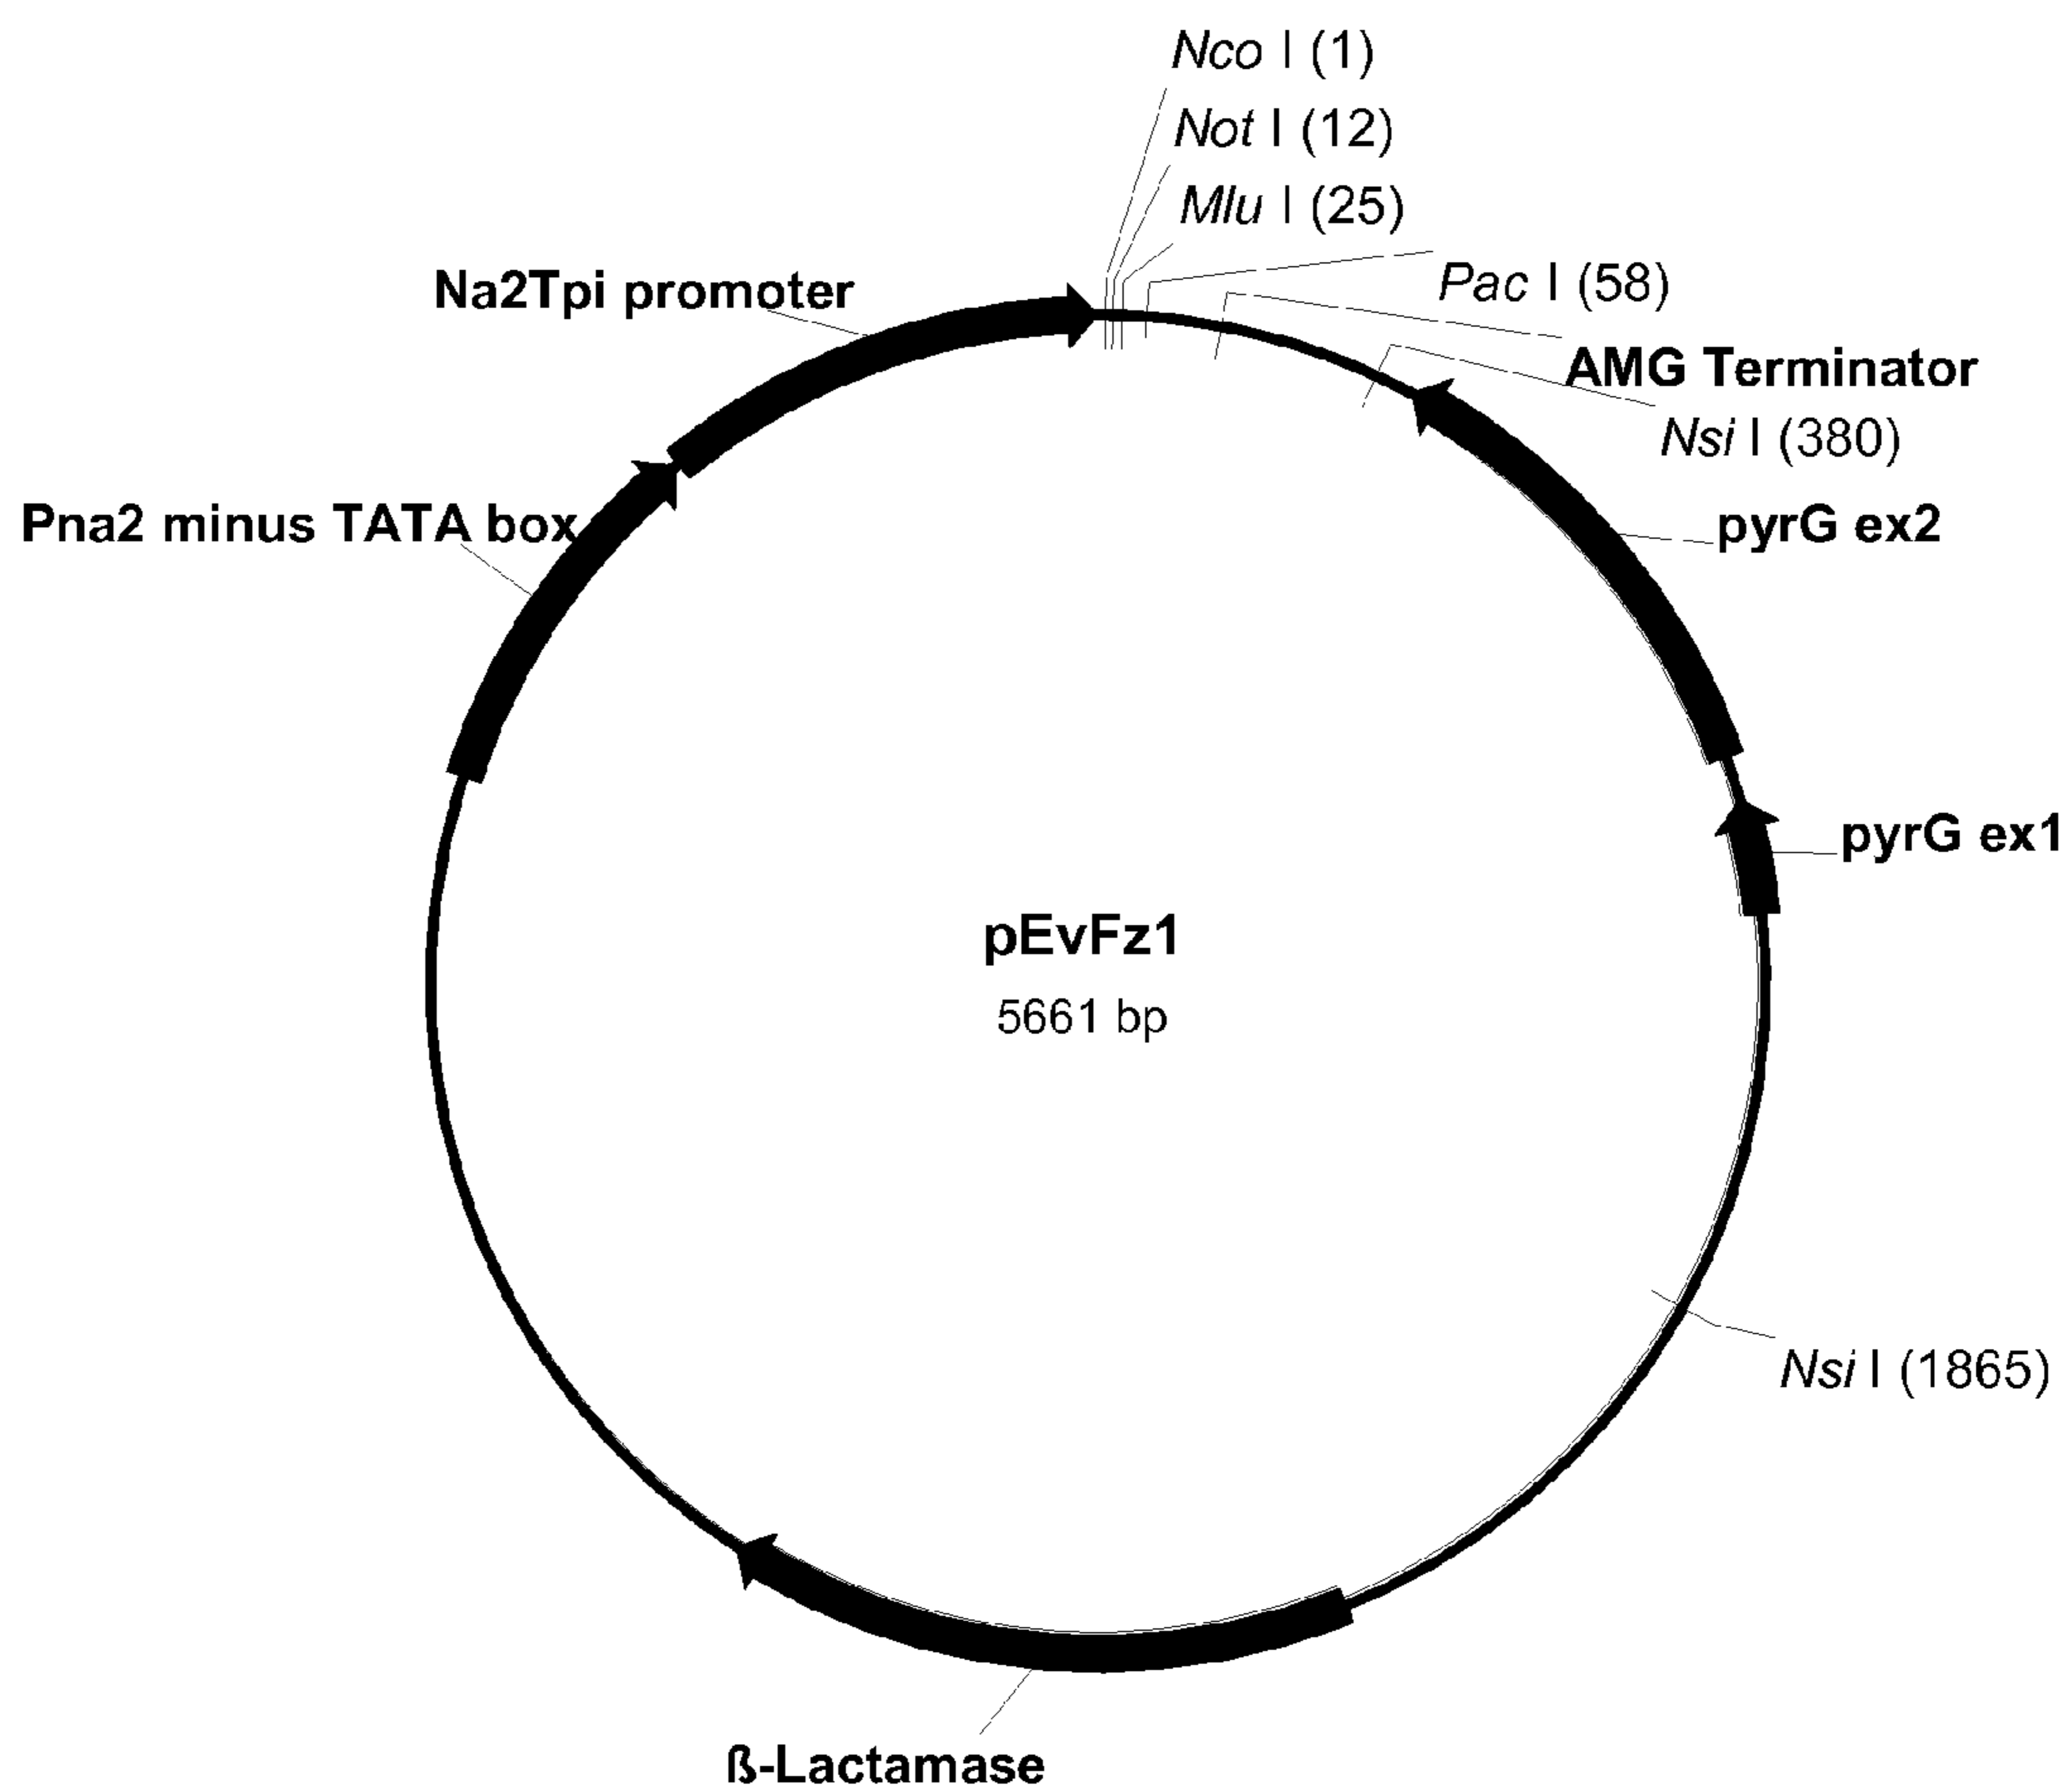 Nco I (1)
Not I (12)
Mlu I (25)
Pac I (58)
Na2Tpi promoter
AMG Terminator
Nsi I (380)
Pna2 minus TATA box
pyrG ex2
pyrG ex1
pEvFz1
5661 bp
Nsi I (1865)
ß-Lactamase